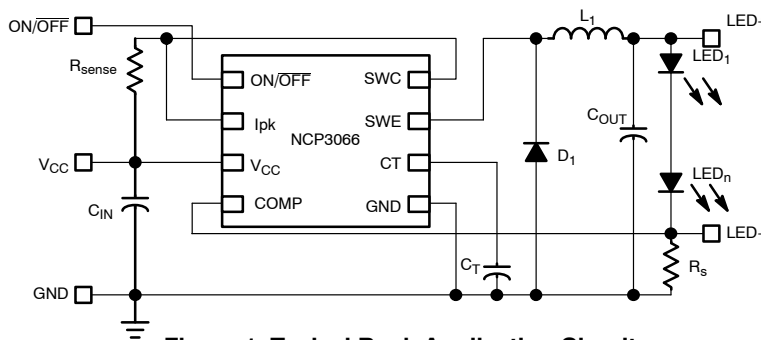 ON/OFF
Rsense
VCC
CIN
GND
ON/OFF
Ipk
VCC
COMP
NCP3066
SWC
SWE
CT
GND
CT
L1
D1
COUT
LED-
LED1
LEDn
LED-
Rs